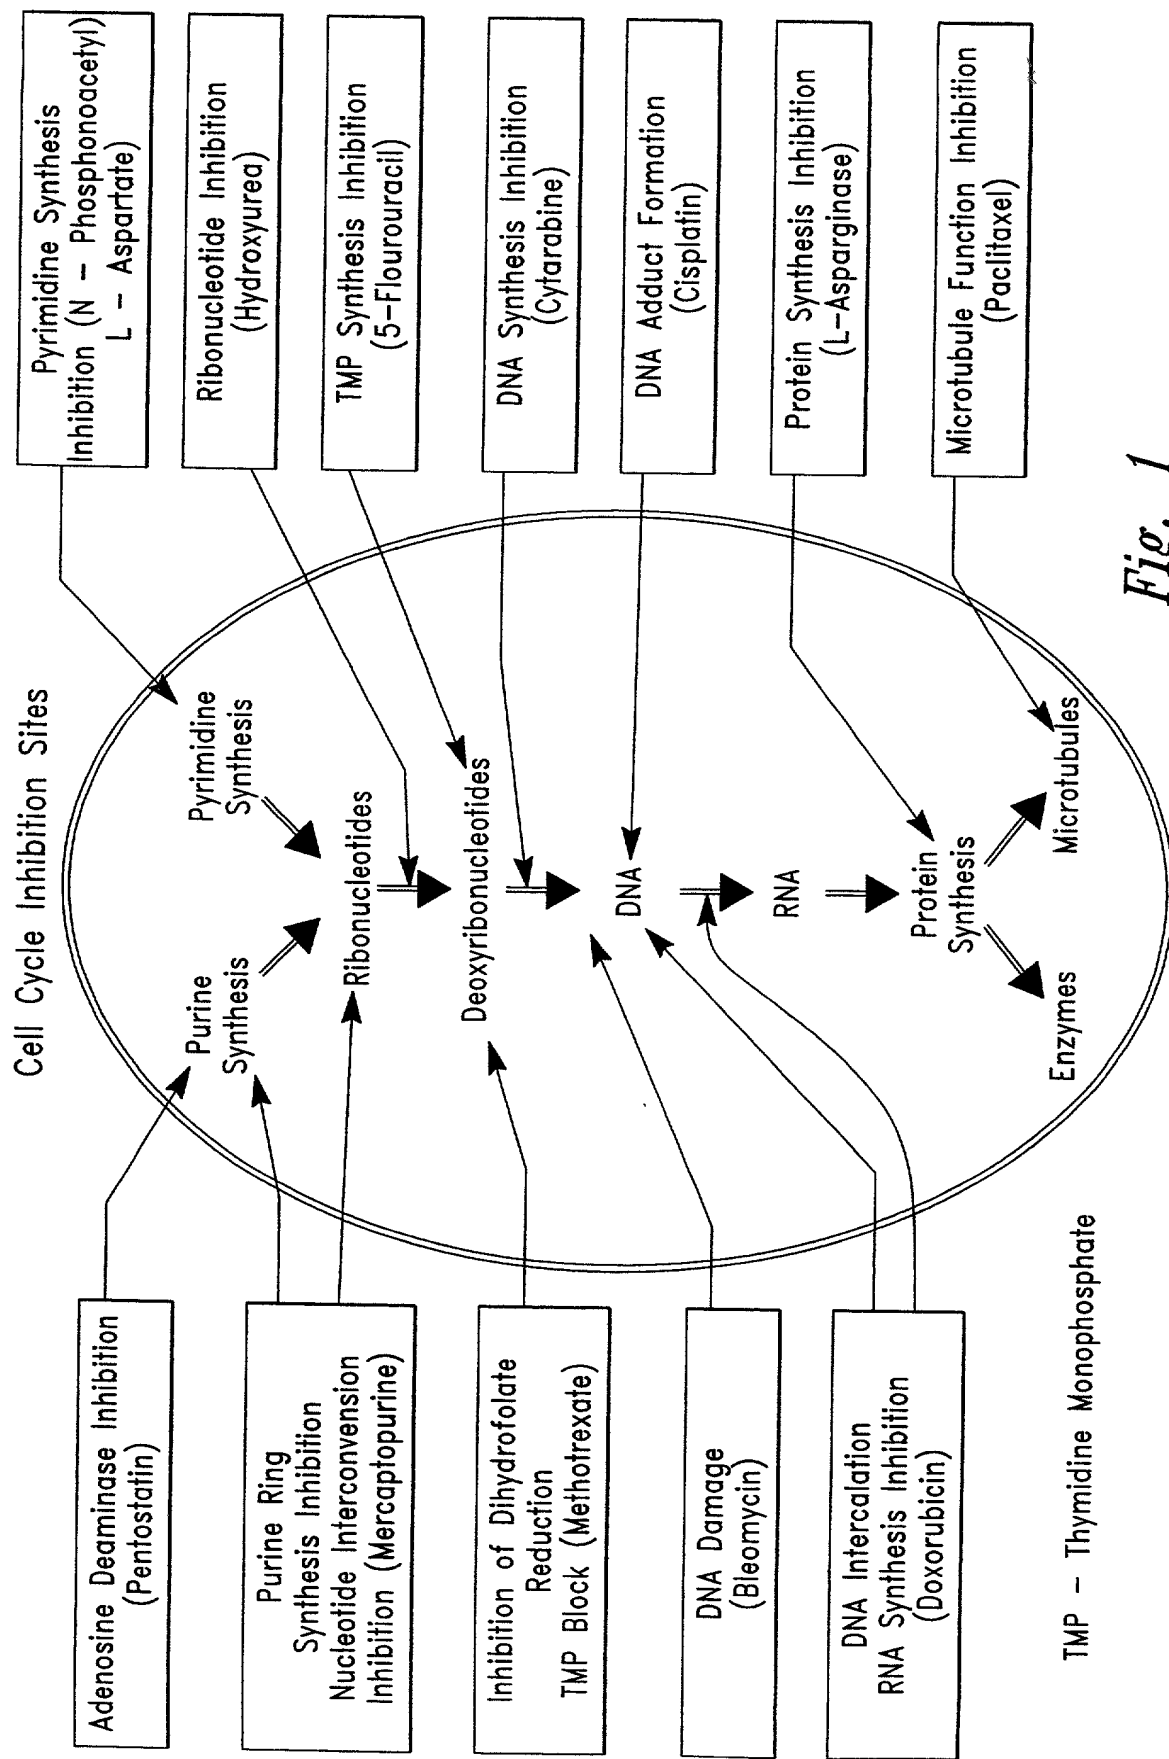 Cell Cycle Inhibition Sites
Adenosine Deaminase Inhibition
(Pentostatin)
Purine Ring
Synthesis Inhibition
Nucleotide Interconvension
Inhibition (Mercaptopurine)
Inhibition of Dihydrofolate
Reduction
TMP Block (Methotrexate)
DNA Damage
(Bleomycin)
DNA Intercalation
RNA Synthesis Inhibition
(Doxorubicin)
Purine
Synthesis
Pyrimidine
Synthesis
Ribonucleotides
Deoxyribonucleotides
DNA
RNA
Protein
Synthesis
Enzymes
Microtubules
Pyrimidine Synthesis
Inhibition (N – Phosphonoacetyl)
L – Aspartate)
Ribonucleotide Inhibition
(Hydroxyurea)
TMP Synthesis Inhibition
(5–Flourouracil)
DNA Synthesis Inhibition
(Cytarabine)
DNA Adduct Formation
(Cisplatin)
Protein Synthesis Inhibition
(L–Asparginase)
Microtubule Function Inhibition
(Paclitaxel)
TMP – Thymidine Monophosphate
Fig. 1